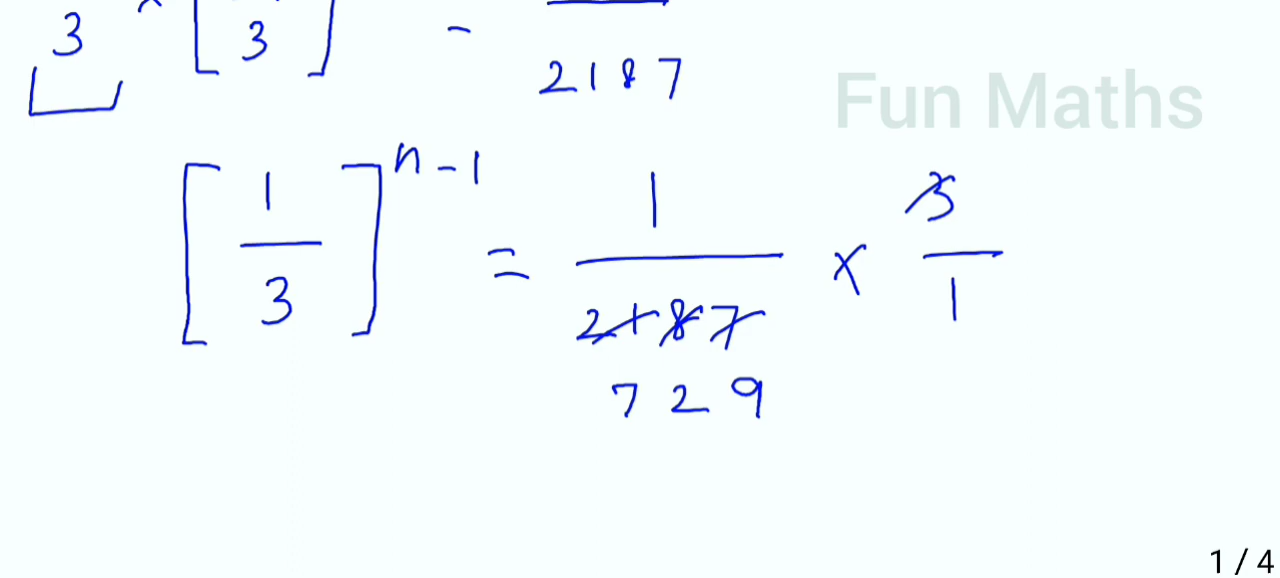 3 × [ 3 ] = 2187
Fun Maths
[1/3]^n-1 = 1/2187 × 3/1
729
1/4